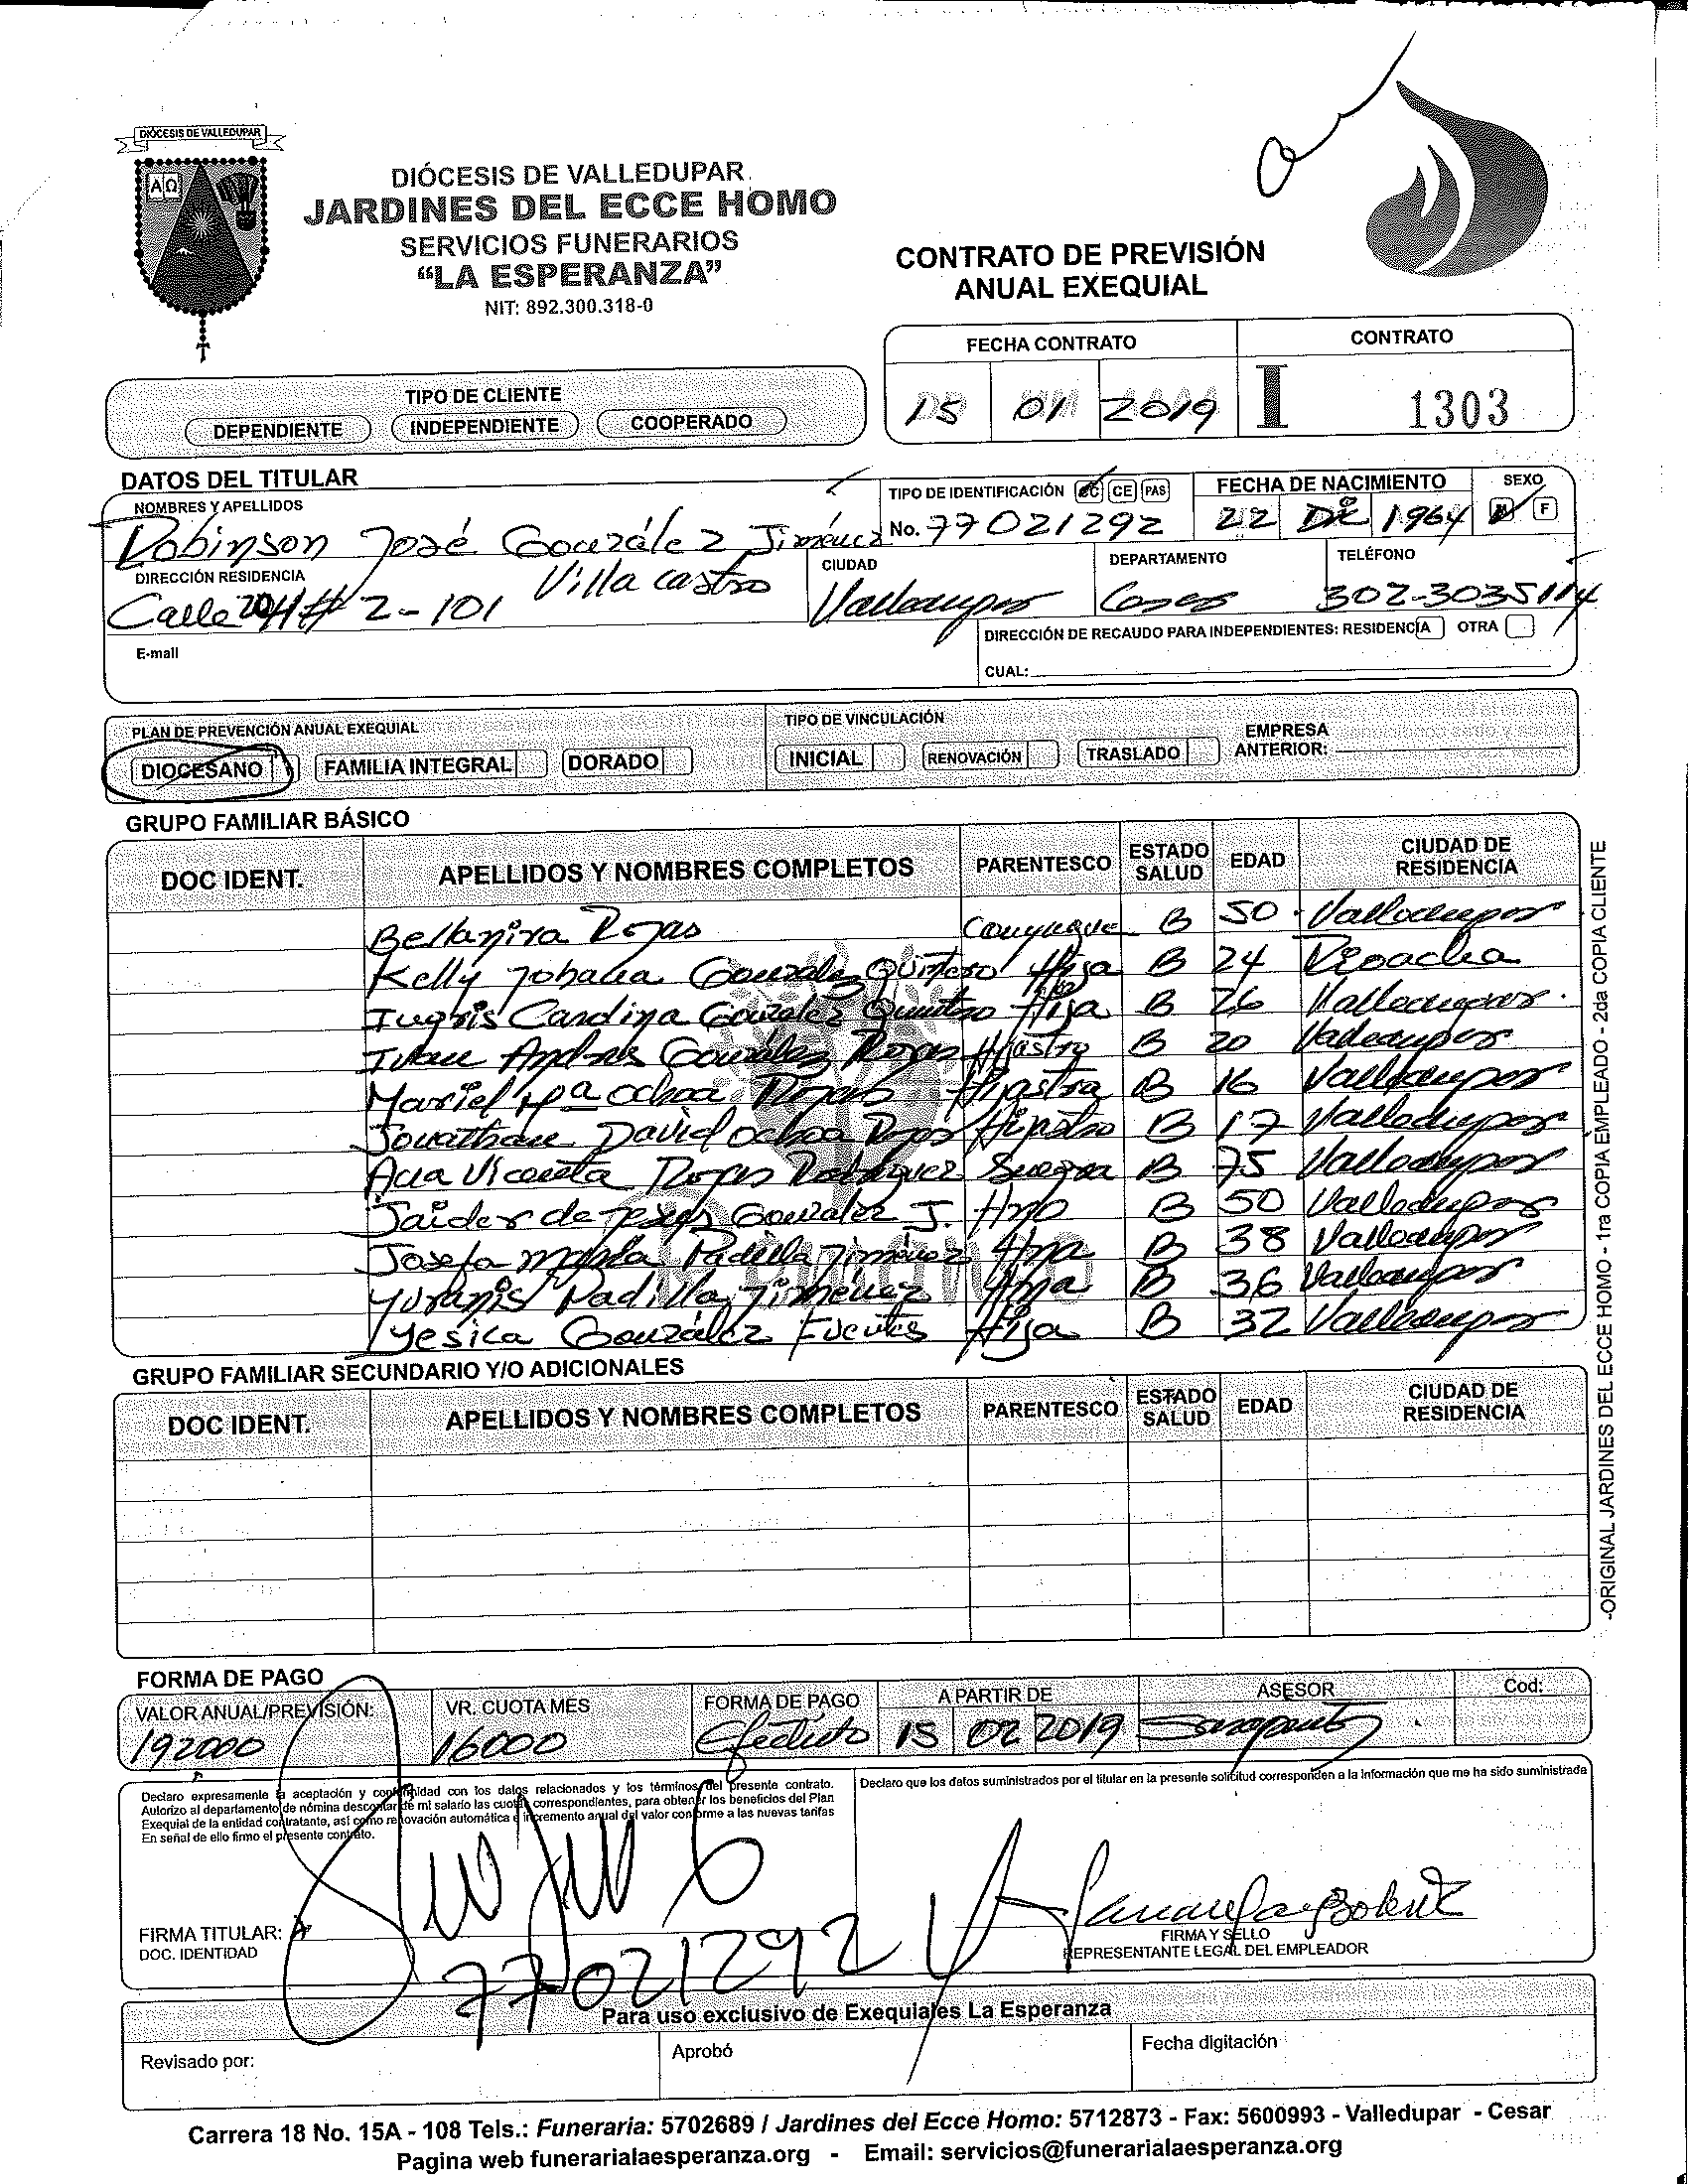 DIÓCESIS DE VALLEDUPAR
AΩ
DIÓCESIS DE VALLEDUPAR
JARDINES DEL ECCE HOMO
SERVICIOS FUNERARIOS
“LA ESPERANZA”
NIT: 892.300.318-0
CONTRATO DE PREVISIÓN
ANUAL EXEQUIAL
FECHA CONTRATO CONTRATO
15 01 2019 I 1303
TIPO DE CLIENTE
DEPENDIENTE INDEPENDIENTE COOPERADO
DATOS DEL TITULAR
NOMBRES Y APELLIDOS TIPO DE IDENTIFICACIÓN CC CE PAS FECHA DE NACIMIENTO SEXO
Robinson José González Jiménez No. 77021292 22 Dic 1964 M F
DIRECCIÓN RESIDENCIA CIUDAD DEPARTAMENTO TELÉFONO
Calle 20H # 2-101 Villa castro Valledupar Cesar 302-3035114
E-mail DIRECCIÓN DE RECAUDO PARA INDEPENDIENTES: RESIDENCIA OTRA
CUAL:
PLAN DE PREVENCIÓN ANUAL EXEQUIAL TIPO DE VINCULACIÓN EMPRESA
DIOCESANO FAMILIA INTEGRAL DORADO INICIAL RENOVACIÓN TRASLADO ANTERIOR:
GRUPO FAMILIAR BÁSICO
DOC IDENT. APELLIDOS Y NOMBRES COMPLETOS PARENTESCO ESTADO SALUD EDAD CIUDAD DE RESIDENCIA
Bellanira Rojas Conyugue B 50 Valledupar
Kelly Johana Gonzalez Quintero Hija B 24 Rioacha
Ingris Carolina González Quintero Hija B 26 Valledupar
Ivan Andres González Rojas Hijastro B 20 Valledupar
Mariel Mª ochoa Rojas Hijastra B 16 Valledupar
Jonathan David ochoa Rojas Hijastro B 17 Valledupar
Ana Vicenta Rojas Rodriguez Suegra B 75 Valledupar
Jaider de Jesus Gonzalez J. Hno B 50 Valledupar
Josefa María Padilla Jiménez Hna B 38 Valledupar
Yuranis Padilla Jiménez Hna B 36 Valledupar
Yesica González Fuentes Hija B 32 Valledupar
GRUPO FAMILIAR SECUNDARIO Y/O ADICIONALES
DOC IDENT. APELLIDOS Y NOMBRES COMPLETOS PARENTESCO ESTADO SALUD EDAD CIUDAD DE RESIDENCIA
-ORIGINAL JARDINES DEL ECCE HOMO - 1ra COPIA EMPLEADO - 2da COPIA CLIENTE
FORMA DE PAGO
VALOR ANUAL/PREVISIÓN: VR. CUOTA MES FORMA DE PAGO A PARTIR DE ASESOR Cod:
192000 16000 Efectivo 15 02 2019
Declaro expresamente la aceptación y conformidad con los datos relacionados y los términos del presente contrato.
Autorizo al departamento de nómina descontar de mi salario las cuotas correspondientes, para obtener los beneficios del Plan
Exequial de la entidad contratante, así como renovación automática e incremento anual del valor conforme a las nuevas tarifas
En señal de ello firmo el presente contrato.
Declaro que los datos suministrados por el titular en la presente solicitud corresponden a la información que me ha sido suministrada
FIRMA TITULAR:
DOC. IDENTIDAD
77021292
FIRMA Y SELLO
REPRESENTANTE LEGAL DEL EMPLEADOR
Para uso exclusivo de Exequiales La Esperanza
Revisado por: Aprobó Fecha digitación
Carrera 18 No. 15A - 108 Tels.: Funeraria: 5702689 / Jardines del Ecce Homo: 5712873 - Fax: 5600993 - Valledupar - Cesar
Pagina web funerarialaesperanza.org - Email: servicios@funerarialaesperanza.org